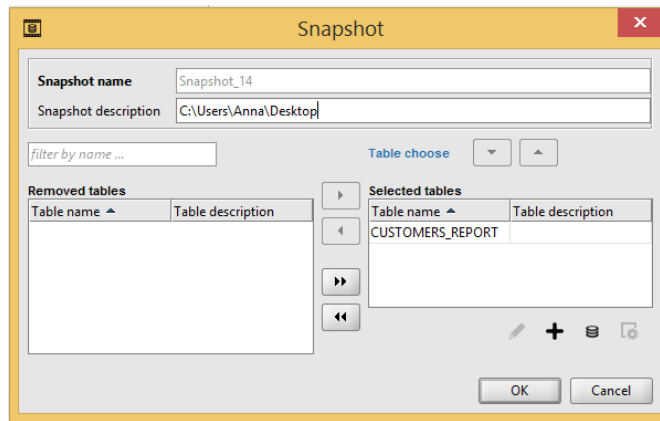 Snapshot
Snapshot name Snapshot_14
Snapshot description C:\Users\Anna\Desktop
filter by name ...
Table choose
Removed tables
Table name Table description
Selected tables
Table name Table description
CUSTOMERS_REPORT
OK Cancel